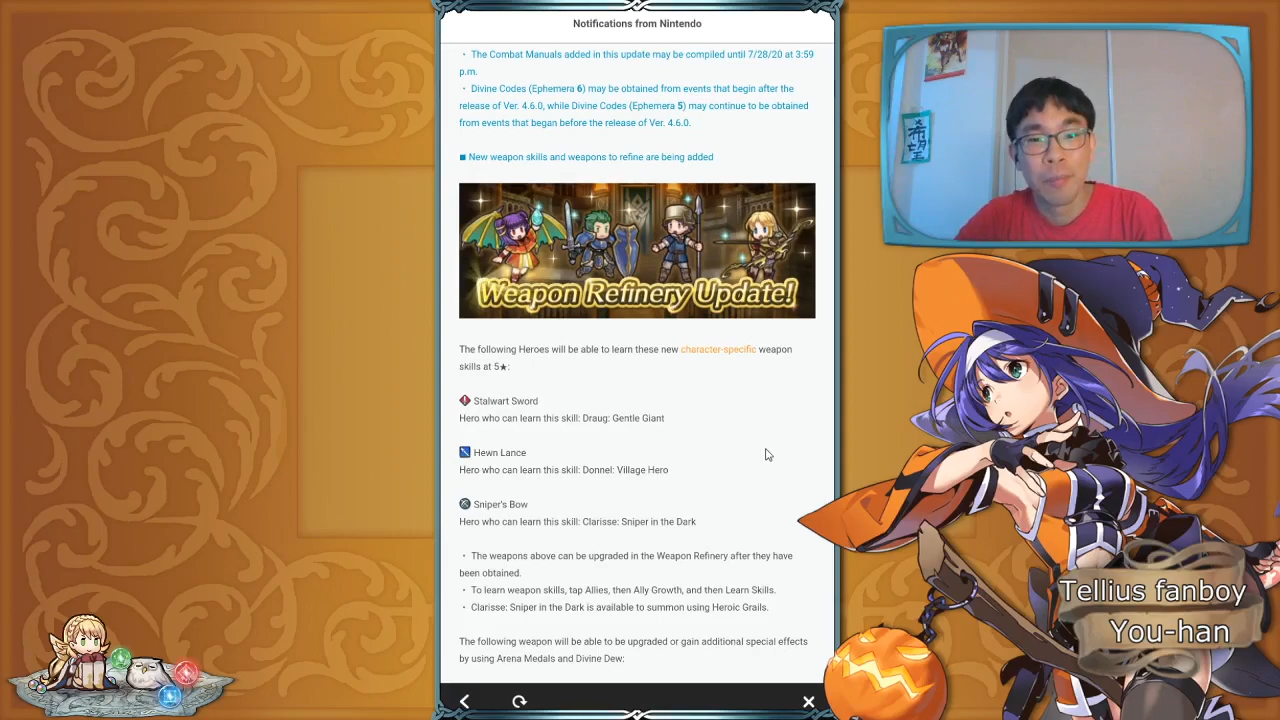 Notifications from Nintendo
・ The Combat Manuals added in this update may be compiled until 7/28/20 at 3:59
p.m.
・ Divine Codes (Ephemera 6) may be obtained from events that begin after the
release of Ver. 4.6.0, while Divine Codes (Ephemera 5) may continue to be obtained
from events that began before the release of Ver. 4.6.0.
■ New weapon skills and weapons to refine are being added
Weapon Refinery Update!
The following Heroes will be able to learn these new character-specific weapon
skills at 5★:
Stalwart Sword
Hero who can learn this skill: Draug: Gentle Giant
Hewn Lance
Hero who can learn this skill: Donnel: Village Hero
Sniper's Bow
Hero who can learn this skill: Clarisse: Sniper in the Dark
・ The weapons above can be upgraded in the Weapon Refinery after they have
been obtained.
・ To learn weapon skills, tap Allies, then Ally Growth, and then Learn Skills.
・ Clarisse: Sniper in the Dark is available to summon using Heroic Grails.
The following weapon will be able to be upgraded or gain additional special effects
by using Arena Medals and Divine Dew:
希
望
Tellius fanboy
You-han